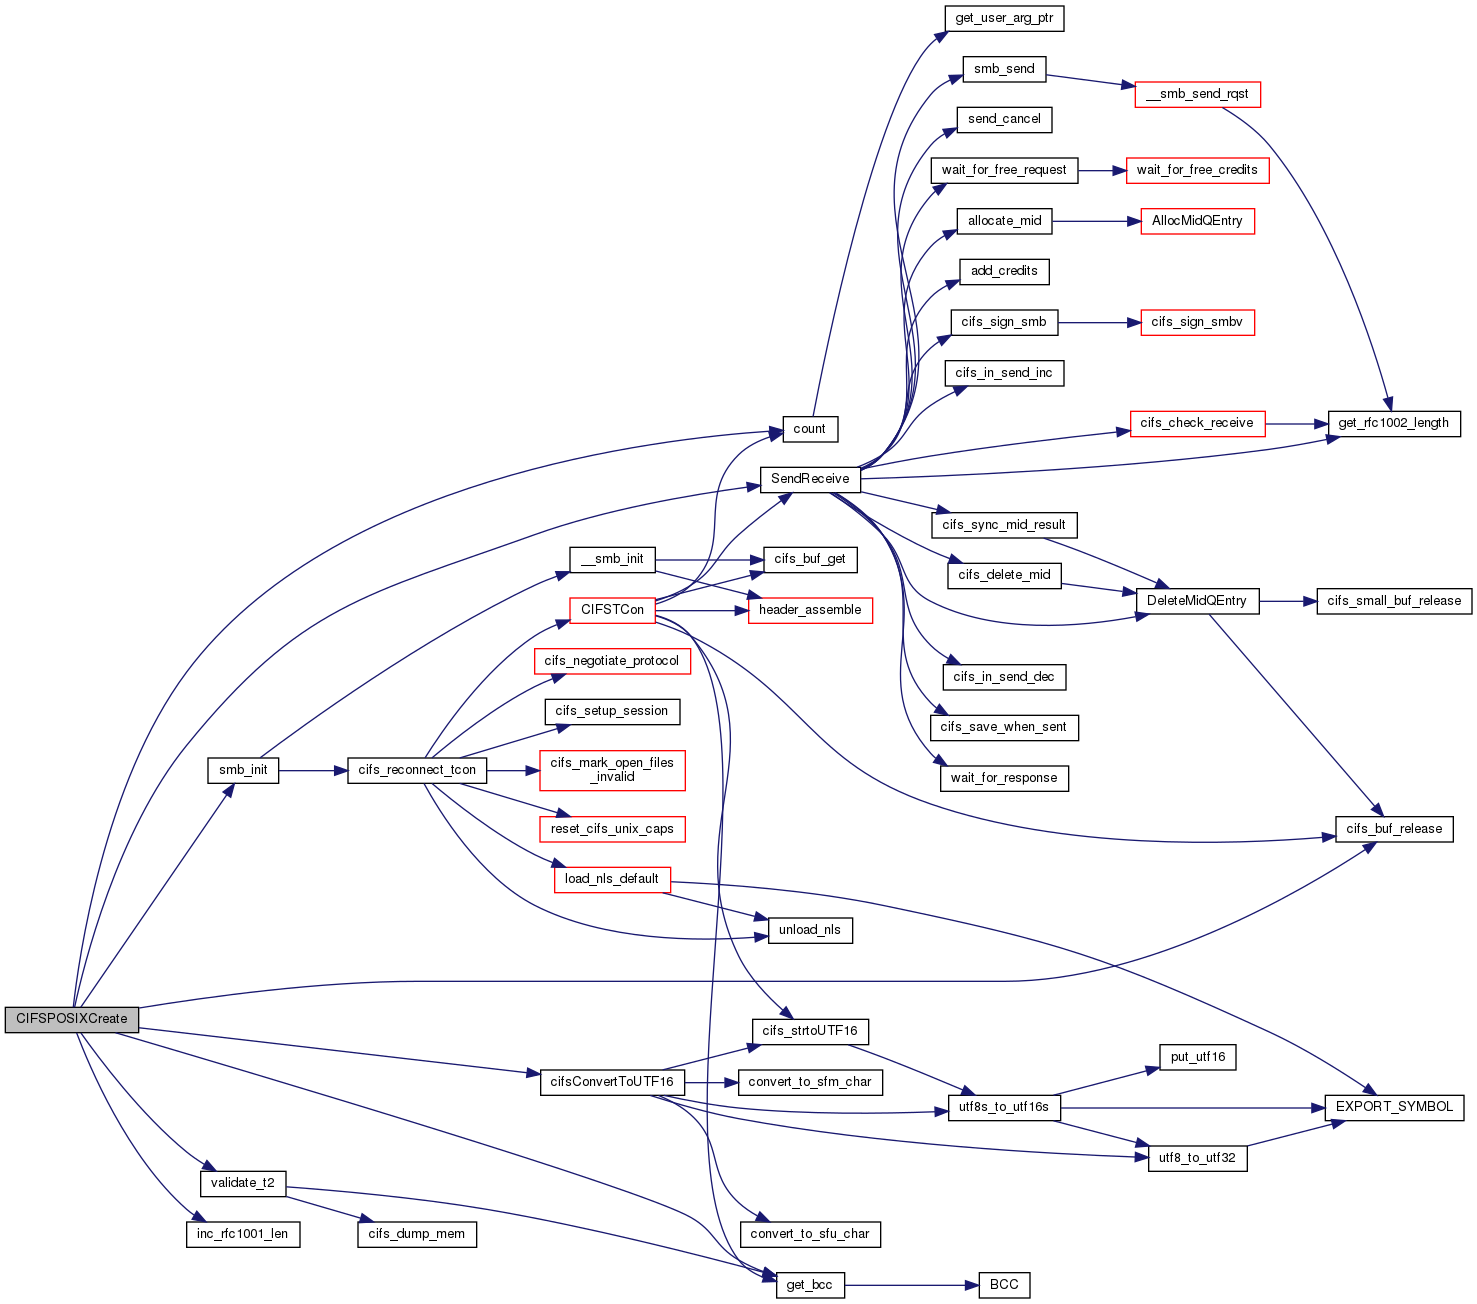 get_user_arg_ptr
smb_send
__smb_send_rqst
send_cancel
wait_for_free_request
wait_for_free_credits
allocate_mid
AllocMidQEntry
add_credits
cifs_sign_smb
cifs_sign_smbv
cifs_in_send_inc
count
cifs_check_receive
get_rfc1002_length
SendReceive
cifs_sync_mid_result
__smb_init
cifs_buf_get
cifs_delete_mid
CIFSTCon
header_assemble
DeleteMidQEntry
cifs_small_buf_release
cifs_negotiate_protocol
cifs_in_send_dec
cifs_setup_session
cifs_save_when_sent
smb_init
cifs_reconnect_tcon
cifs_mark_open_files
_invalid
wait_for_response
reset_cifs_unix_caps
cifs_buf_release
load_nls_default
unload_nls
CIFSPOSIXCreate
cifs_strtoUTF16
put_utf16
cifsConvertToUTF16
convert_to_sfm_char
utf8s_to_utf16s
EXPORT_SYMBOL
utf8_to_utf32
validate_t2
inc_rfc1001_len
cifs_dump_mem
convert_to_sfu_char
get_bcc
BCC